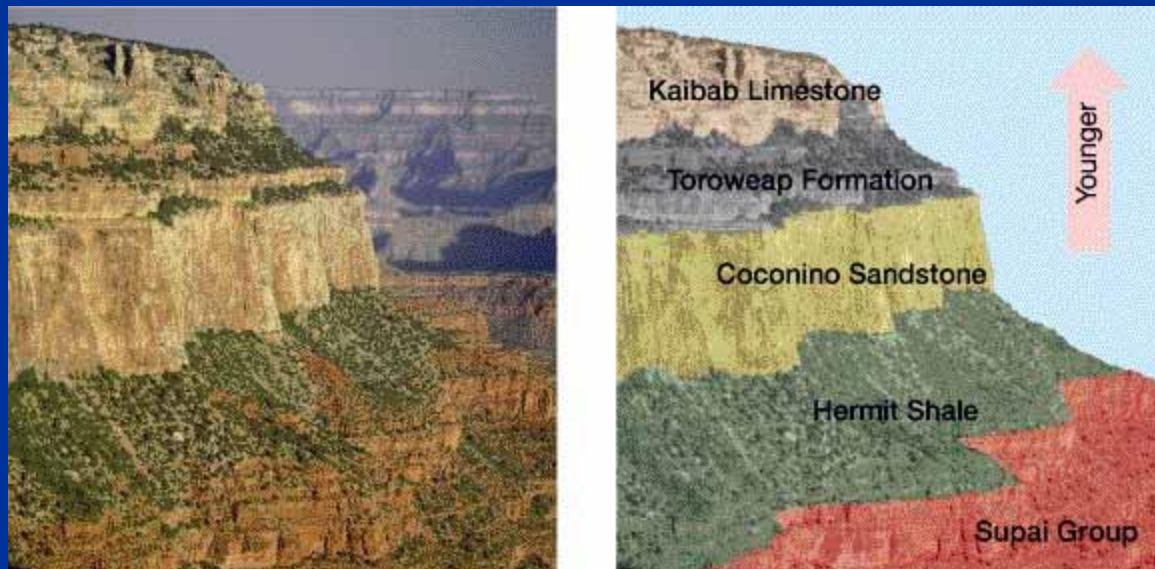 Kaibab Limestone
Younger
Toroweap Formation
Coconino Sandstone
Hermit Shale
Supai Group